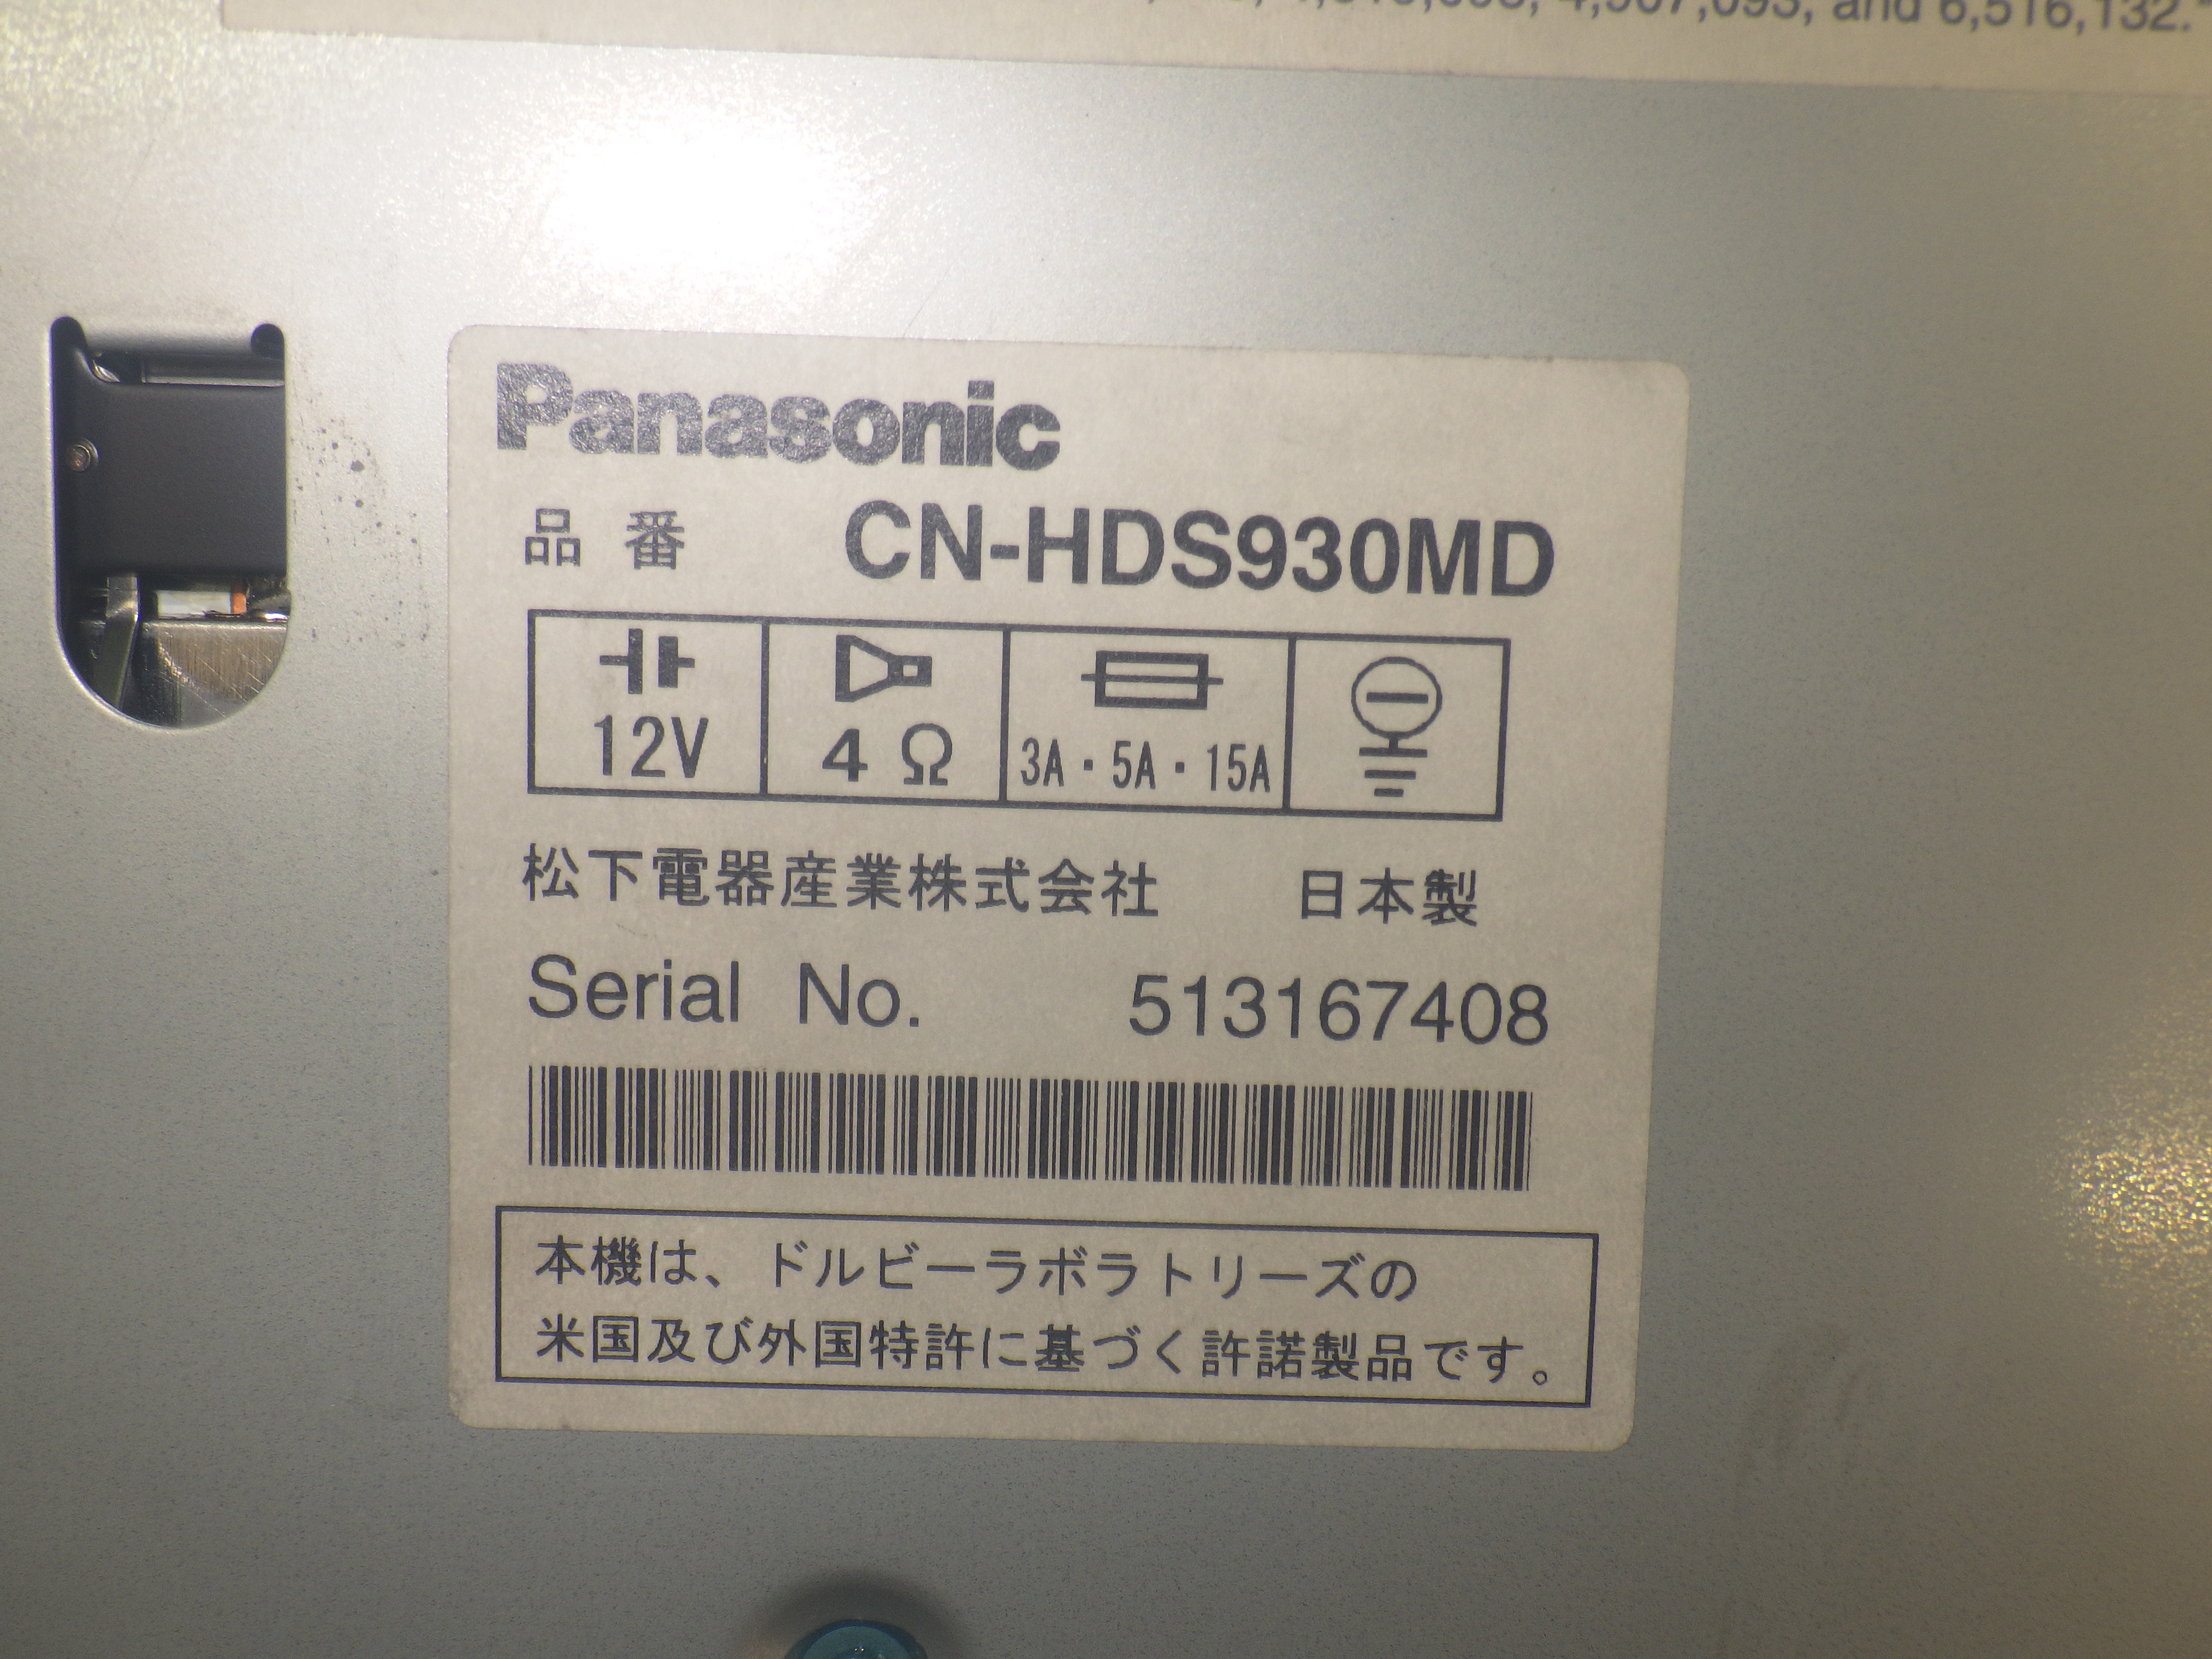 and 6,516,132.
Panasonic
品番 CN-HDS930MD
12V 4 Ω 3A・5A・15A
松下電器産業株式会社 日本製
Serial No. 513167408
本機は、ドルビーラボラトリーズの
米国及び外国特許に基づく許諾製品です。